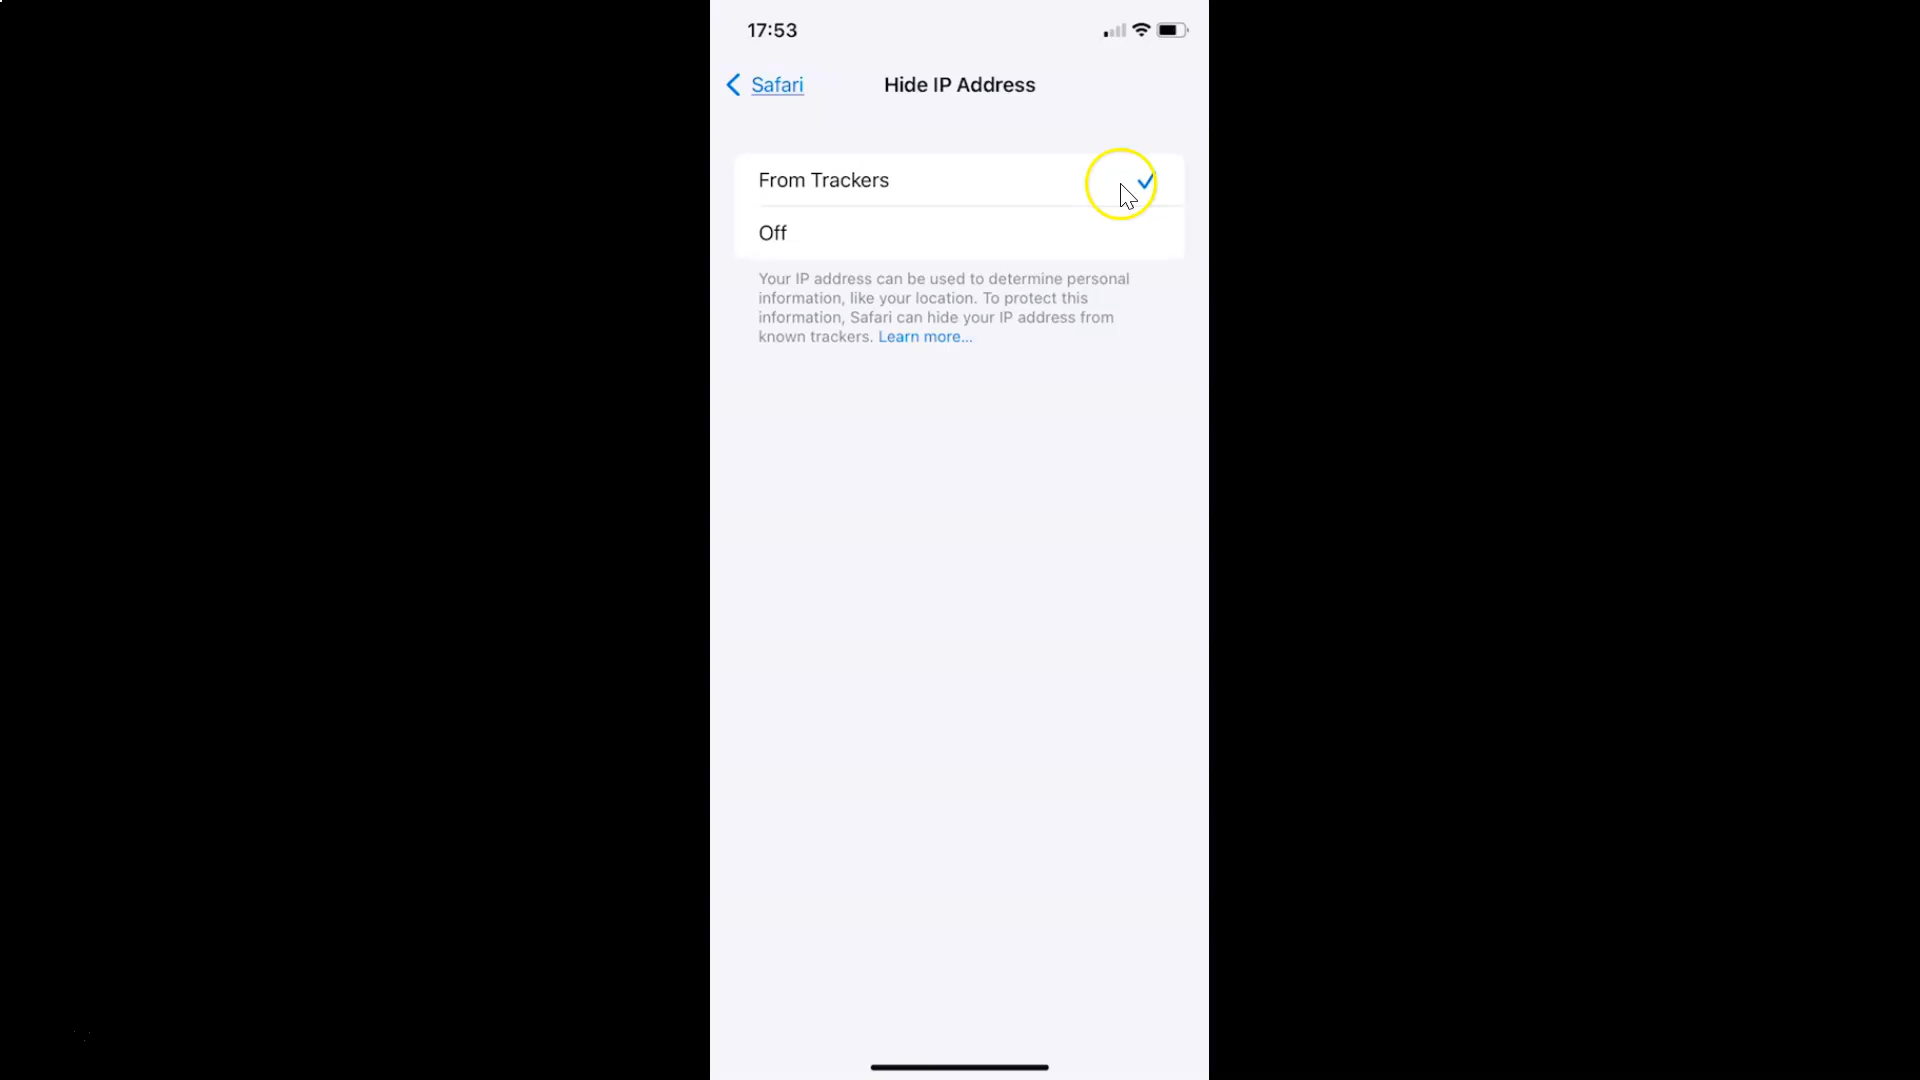 17:53
Safari
Hide IP Address
From Trackers
Off
Your IP address can be used to determine personal
information, like your location. To protect this
information, Safari can hide your IP address from
known trackers. Learn more...